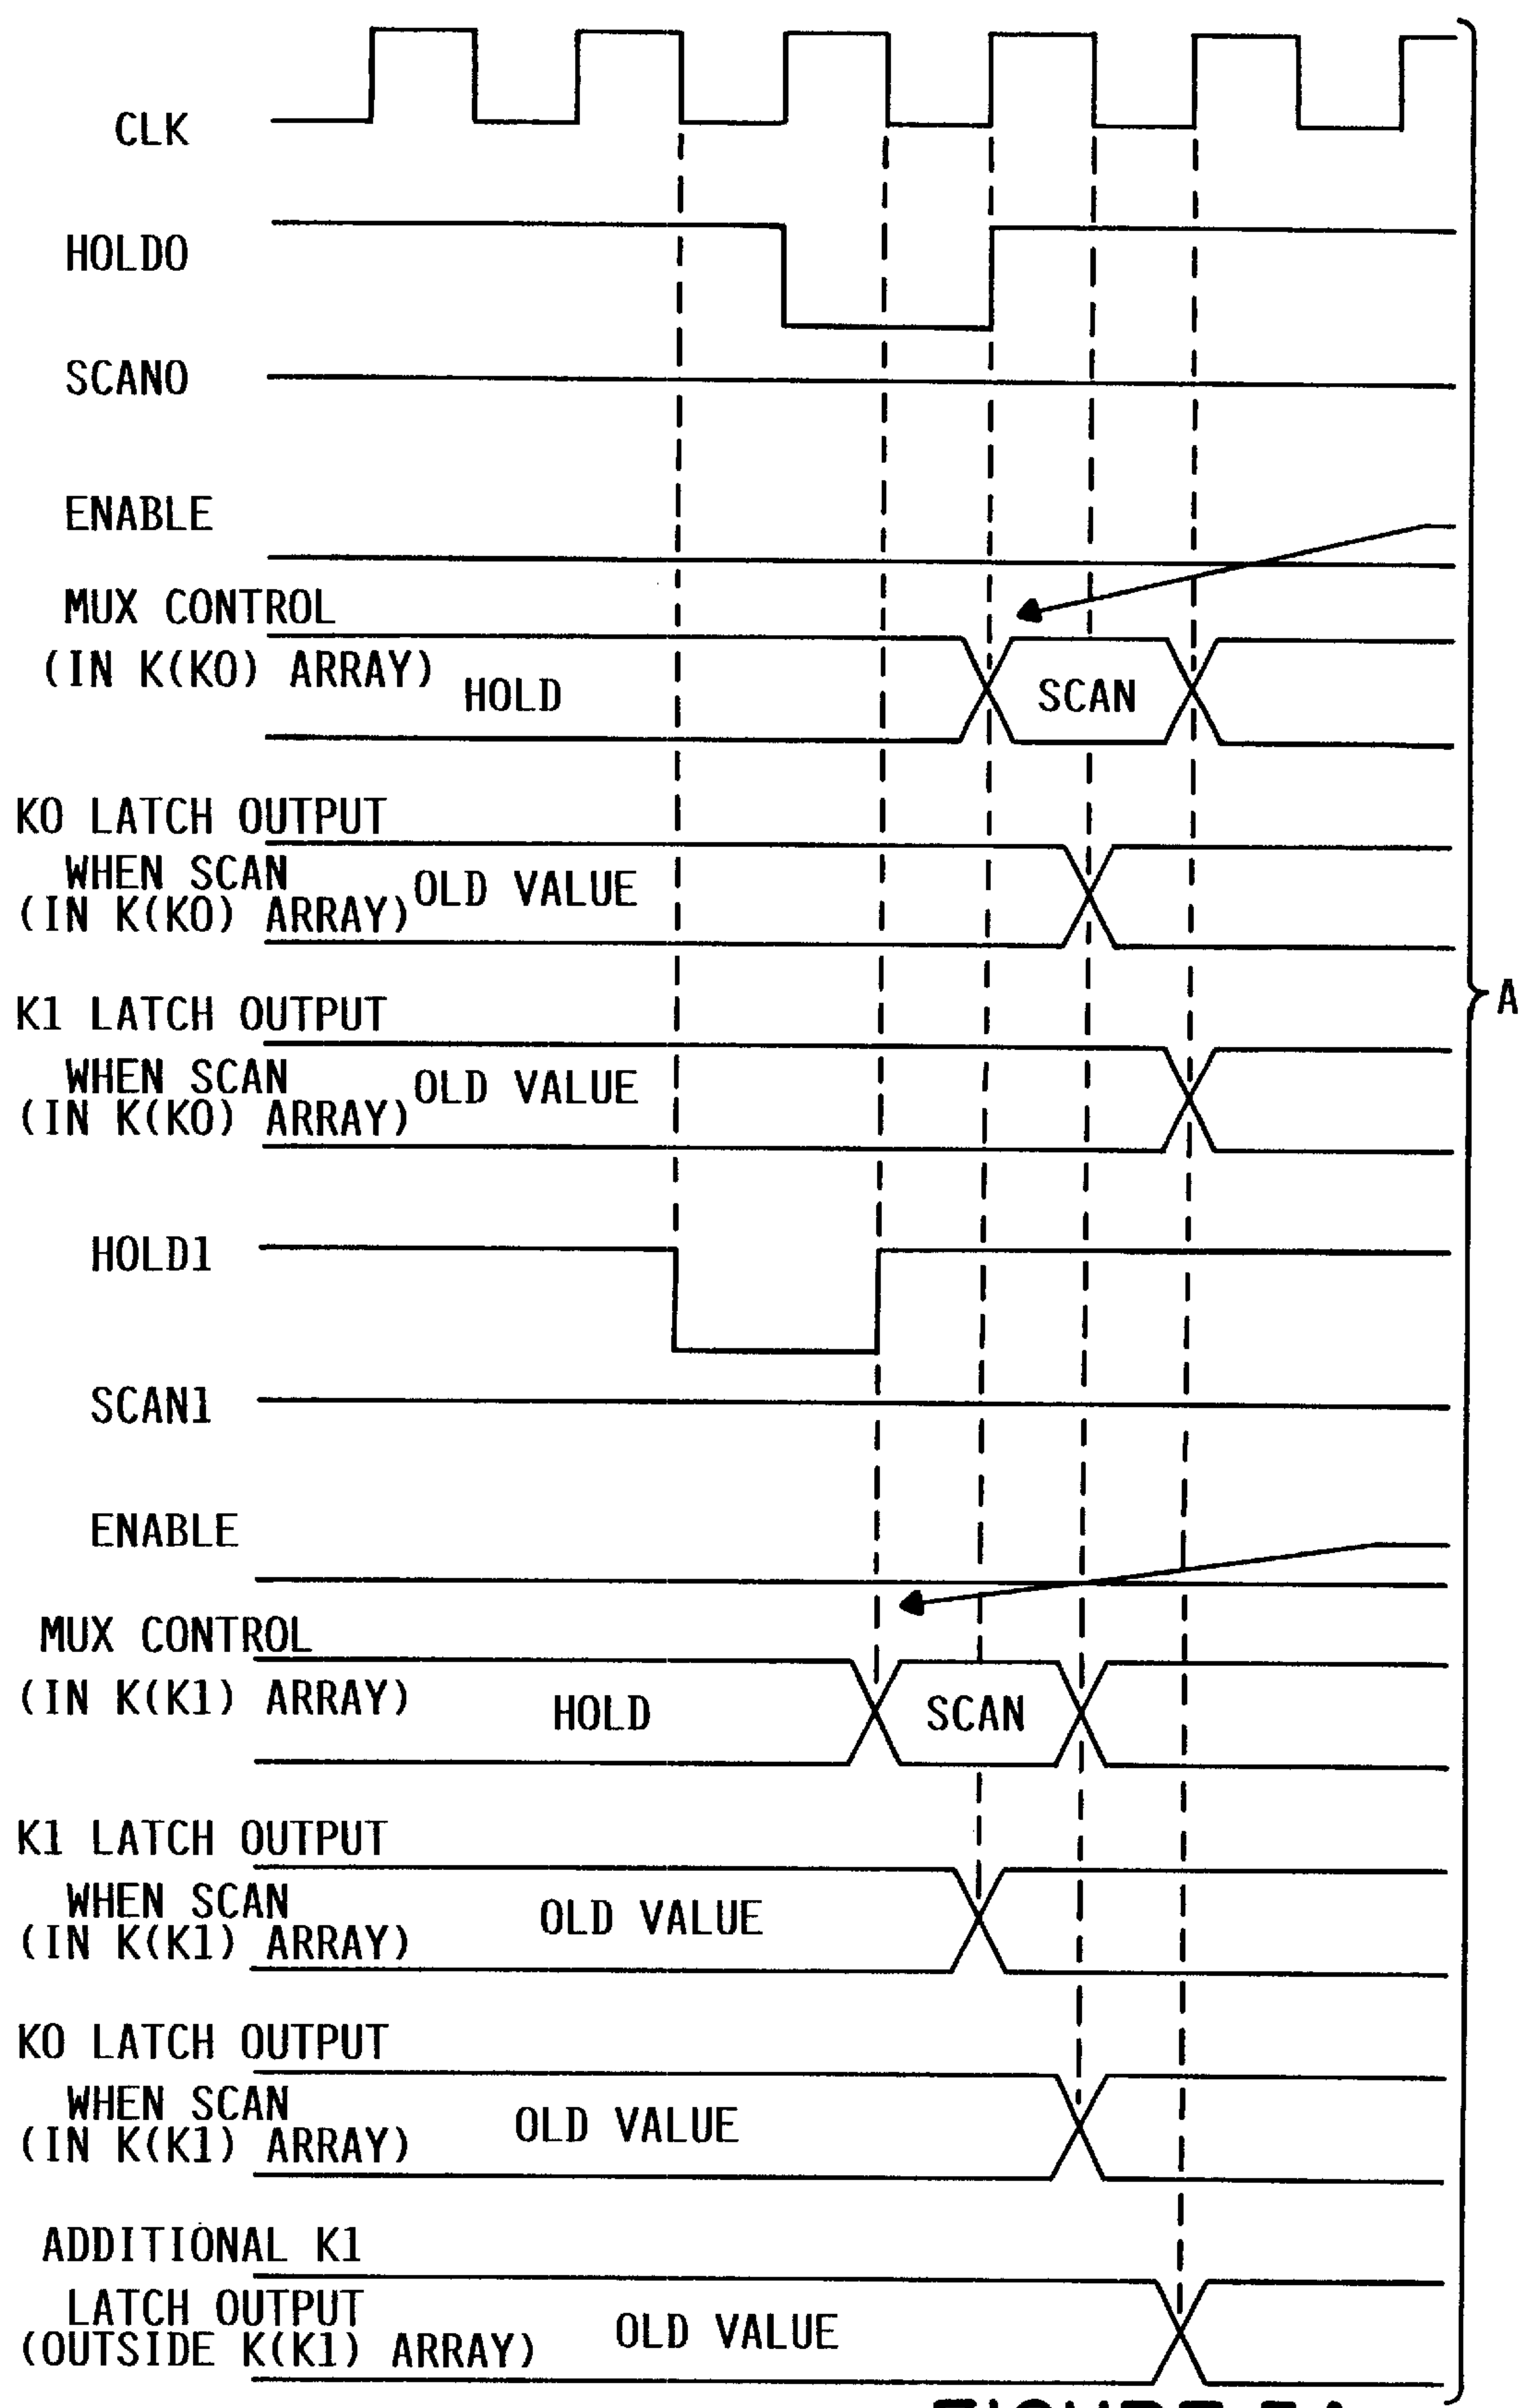 CLK
HOLD0
SCAN0
ENABLE
MUX CONTROL
(IN K(K0) ARRAY)
HOLD
SCAN
K0 LATCH OUTPUT
WHEN SCAN
(IN K(K0) ARRAY)
OLD VALUE
A
K1 LATCH OUTPUT
WHEN SCAN
(IN K(K0) ARRAY)
OLD VALUE
HOLD1
SCAN1
ENABLE
MUX CONTROL
(IN K(K1) ARRAY)
HOLD
SCAN
K1 LATCH OUTPUT
WHEN SCAN
(IN K(K1) ARRAY)
OLD VALUE
K0 LATCH OUTPUT
WHEN SCAN
(IN K(K1) ARRAY)
OLD VALUE
ADDITIONAL K1
LATCH OUTPUT
(OUTSIDE K(K1) ARRAY)
OLD VALUE